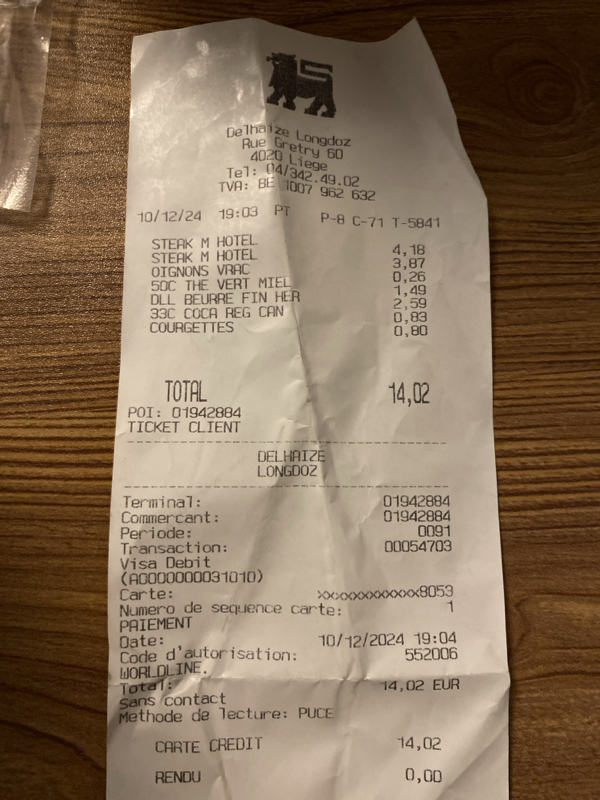 Delhaize Longdoz
Rue Gretry 60
4020 Liege
Tel: 04/342.49.02
TVA: BE 1007 962 632
10/12/24 19:03 PT P-8 C-71 T-5841
STEAK M HOTEL 4,18
STEAK M HOTEL 3,87
OIGNONS VRAC 0,26
50C THE VERT MIEL 1,49
DLL BEURRE FIN HER 2,59
33C COCA REG CAN 0,83
COURGETTES 0,80
TOTAL 14,02
POI: 01942884
TICKET CLIENT
DELHAIZE
LONGDOZ
Terminal: 01942884
Commercant: 01942884
Periode: 0091
Transaction: 00054703
Visa Debit
(A0000000031010)
Carte: xxxxxxxxxxxxx8053
Numero de sequence carte: 1
PAIEMENT
Date: 10/12/2024 19:04
Code d'autorisation: 552006
WORLDLINE.
Total: 14,02 EUR
Sans contact
Methode de lecture: PUCE
CARTE CREDIT 14,02
RENDU 0,00